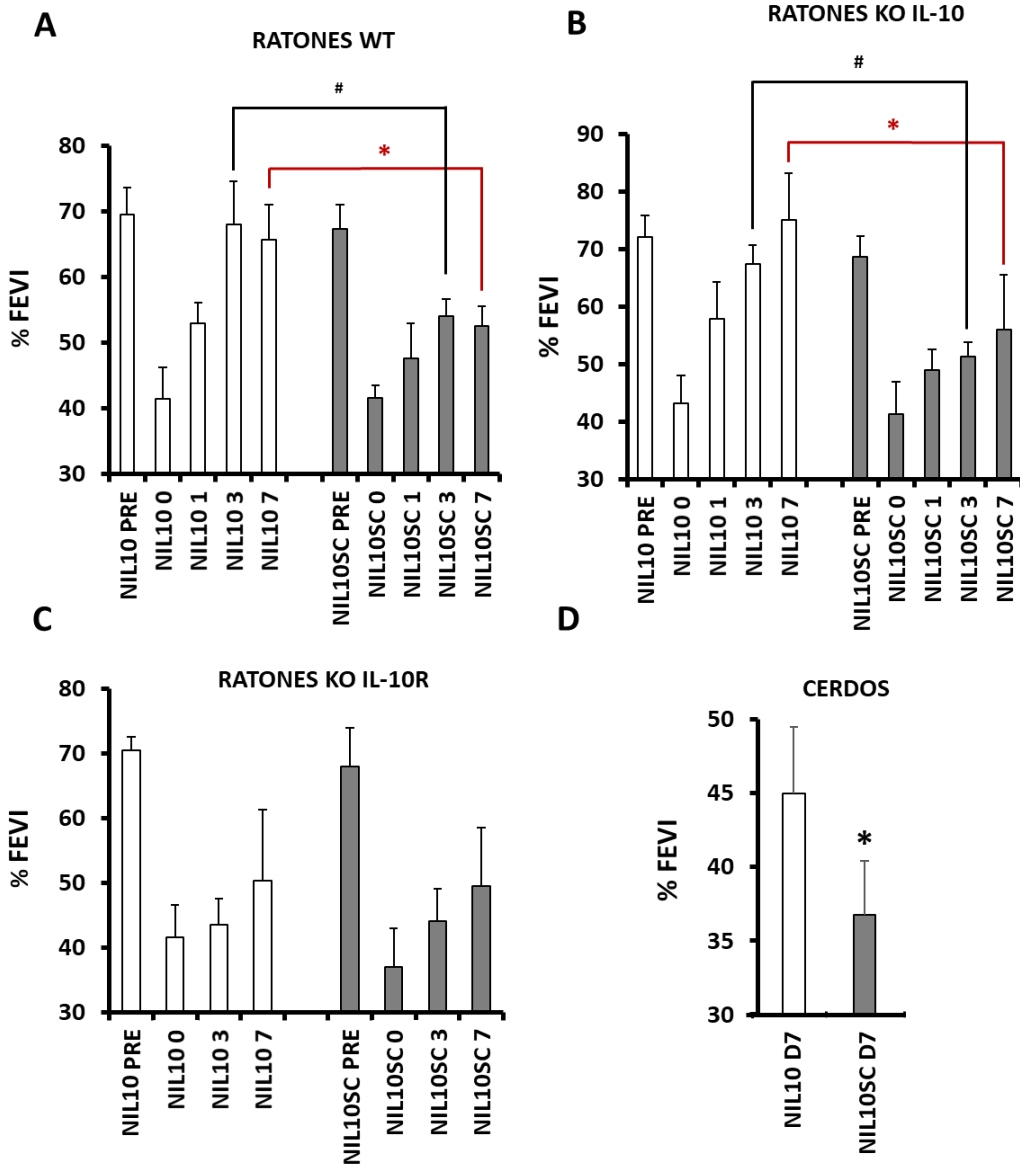 A
RATONES WT
#
*
80
70
60
50
40
30
% FEVI
NIL10 PRE
NIL10 0
NIL10 1
NIL10 3
NIL10 7
NIL10SC PRE
NIL10SC 0
NIL10SC 1
NIL10SC 3
NIL10SC 7
B
RATONES KO IL-10
#
*
90
80
70
60
50
40
30
% FEVI
NIL10 PRE
NIL10 0
NIL10 1
NIL10 3
NIL10 7
NIL10SC PRE
NIL10SC 0
NIL10SC 1
NIL10SC 3
NIL10SC 7
C
RATONES KO IL-10R
80
70
60
50
40
30
% FEVI
NIL10 PRE
NIL10 0
NIL10 3
NIL10 7
NIL10SC PRE
NIL10SC 0
NIL10SC 3
NIL10SC 7
D
CERDOS
50
45
40
35
30
% FEVI
*
NIL10 D7
NIL10SC D7